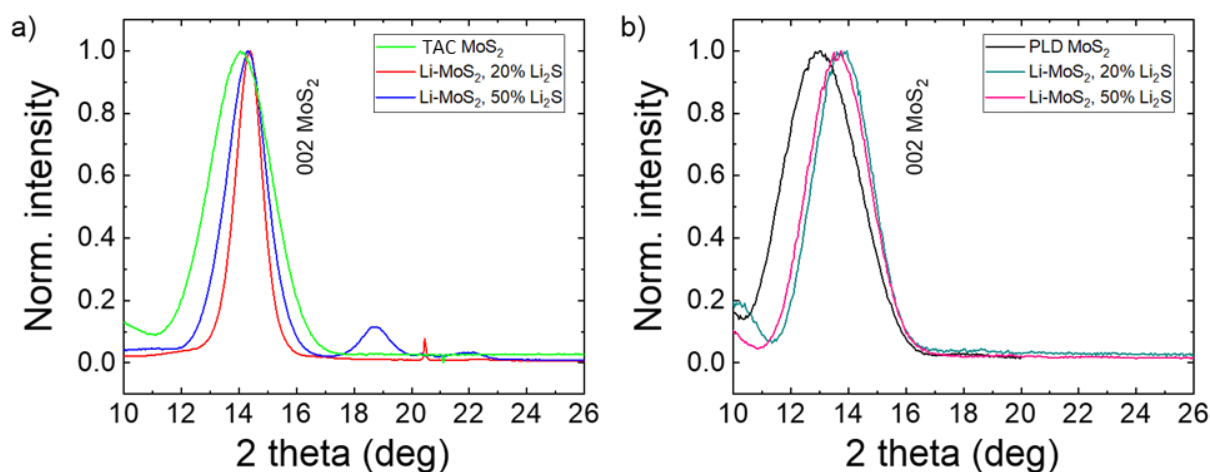 a)
TAC MoS₂
Li-MoS₂, 20% Li₂S
Li-MoS₂, 50% Li₂S
002 MoS₂
Norm. intensity
1.0
0.8
0.6
0.4
0.2
0.0
10 12 14 16 18 20 22 24 26
2 theta (deg)
b)
PLD MoS₂
Li-MoS₂, 20% Li₂S
Li-MoS₂, 50% Li₂S
002 MoS₂
Norm. intensity
1.0
0.8
0.6
0.4
0.2
0.0
10 12 14 16 18 20 22 24 26
2 theta (deg)